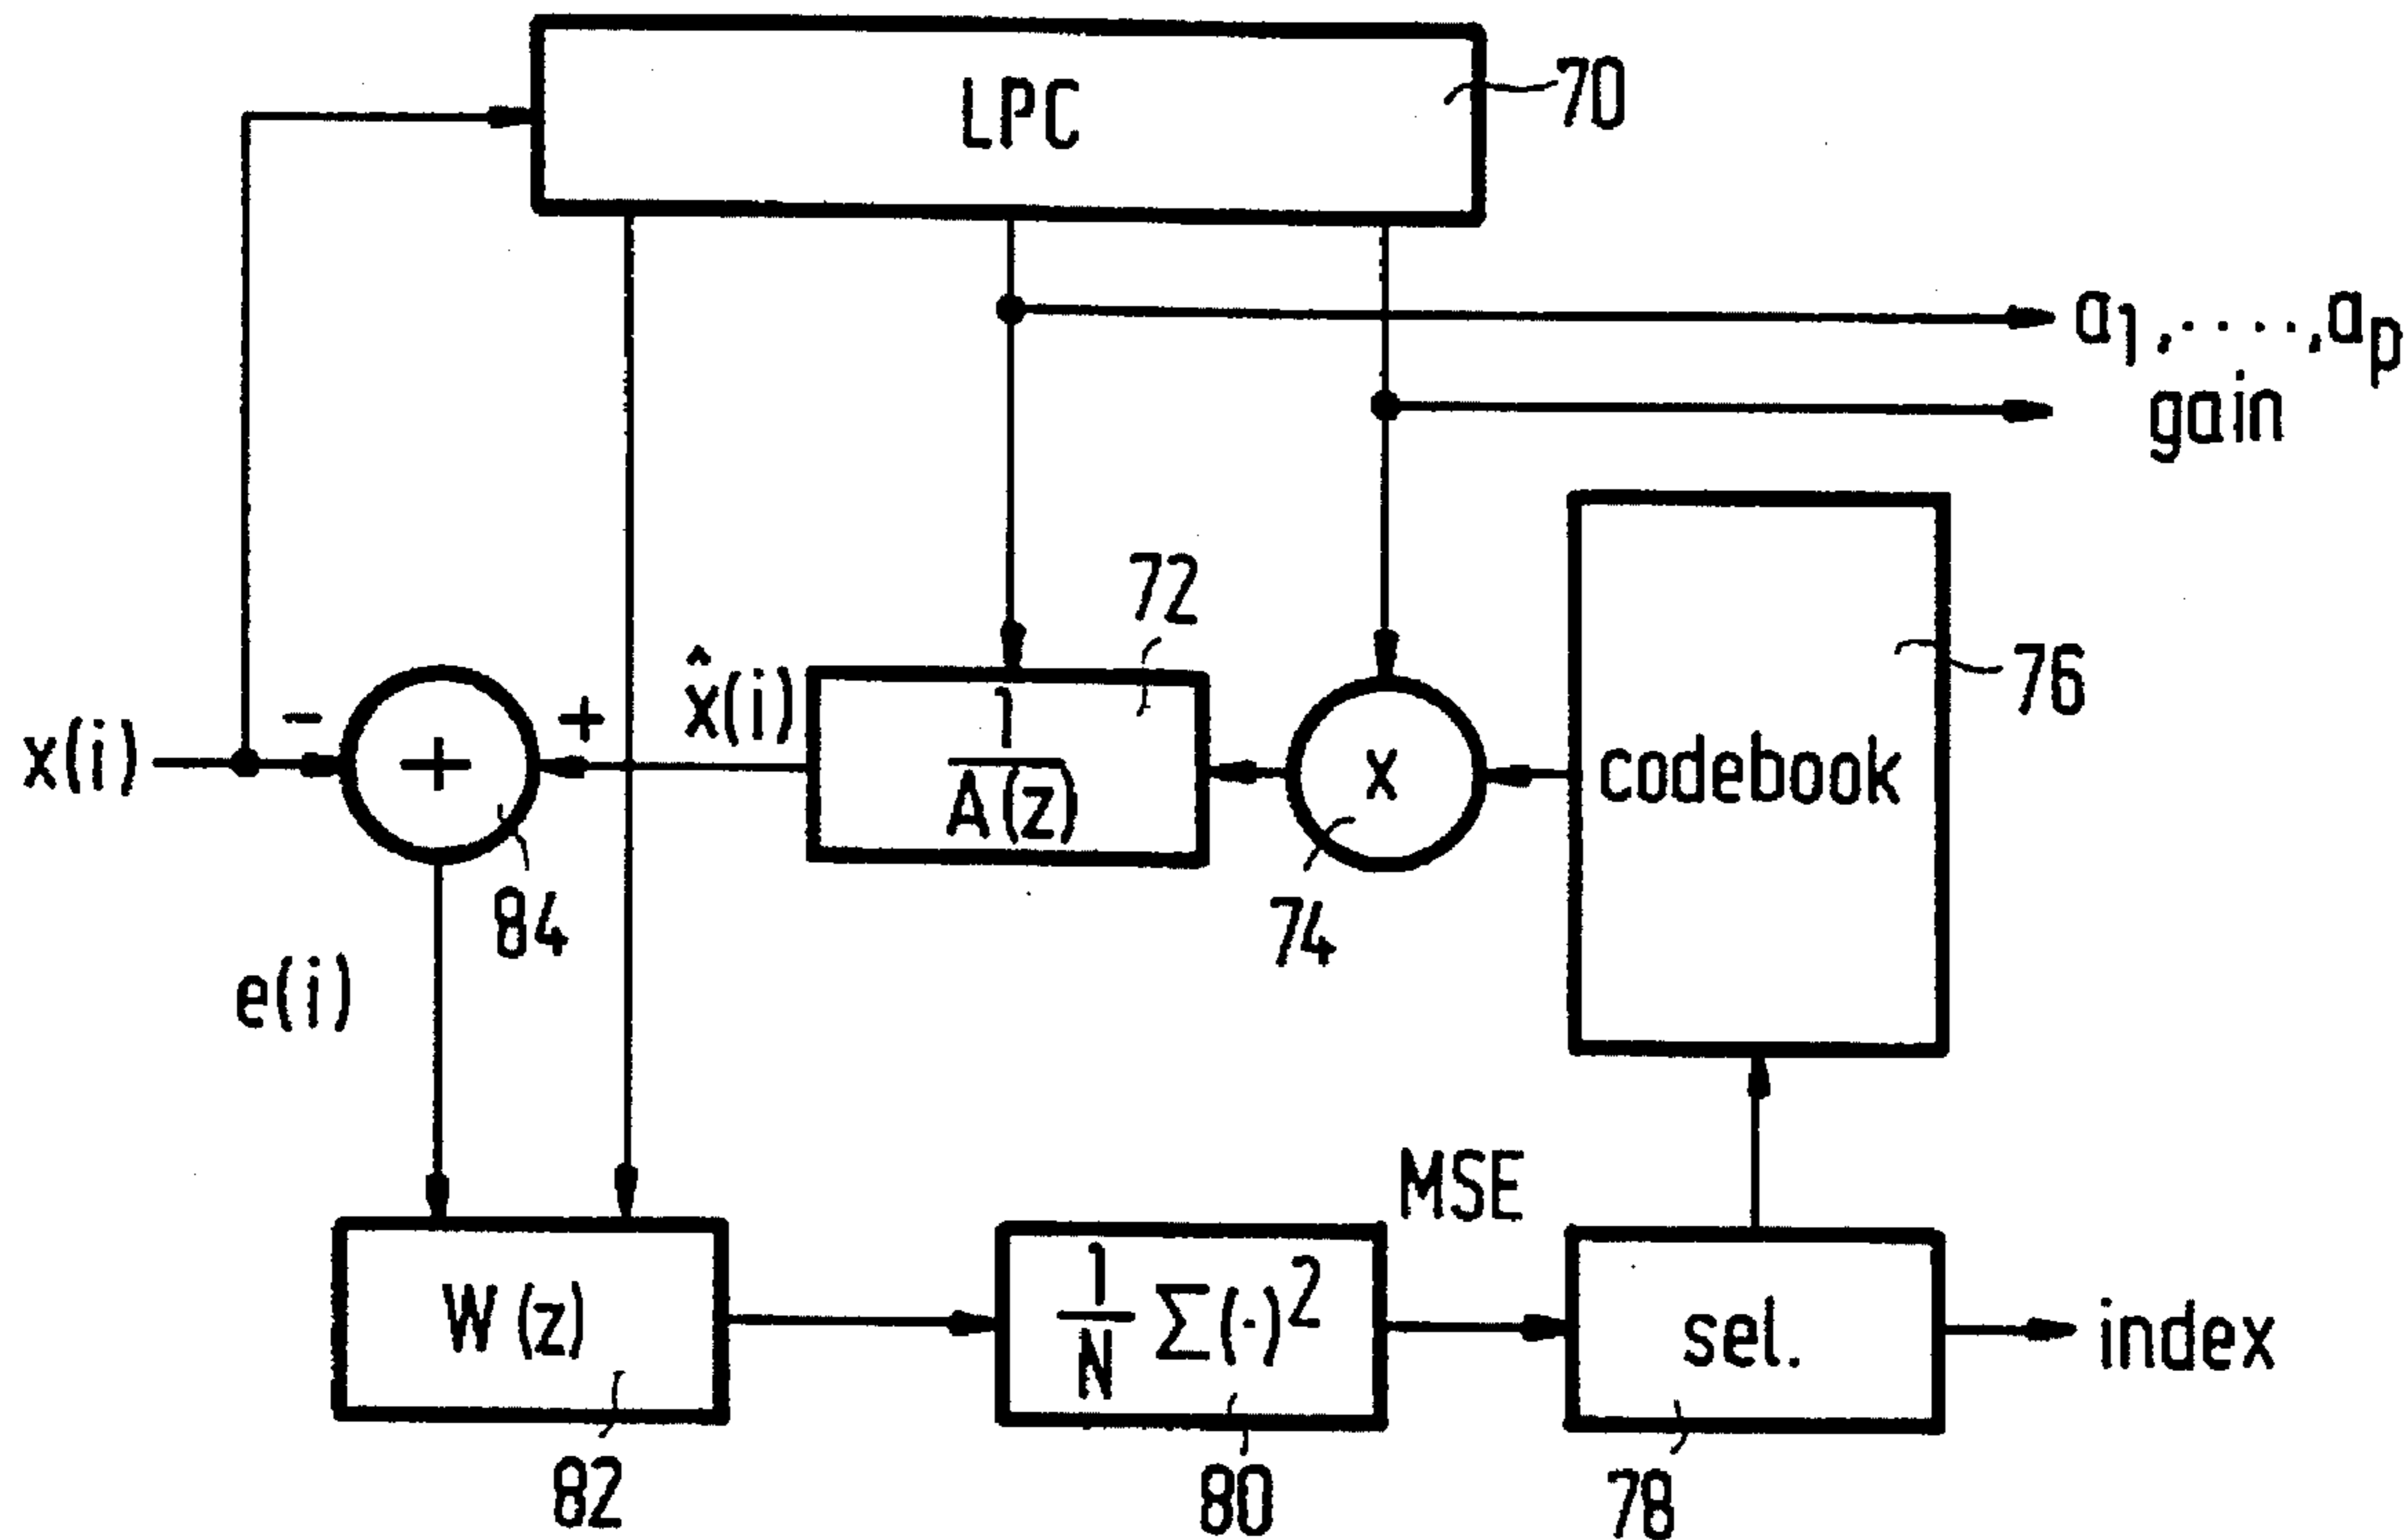 LPC
70
a1,....,ap
gain
72
76
x(i)
-
+
+
x̂(i)
1
A(z)
x
codebook
84
74
e(i)
MSE
W(z)
1
N
Σ(·)²
sel.
index
82
80
78